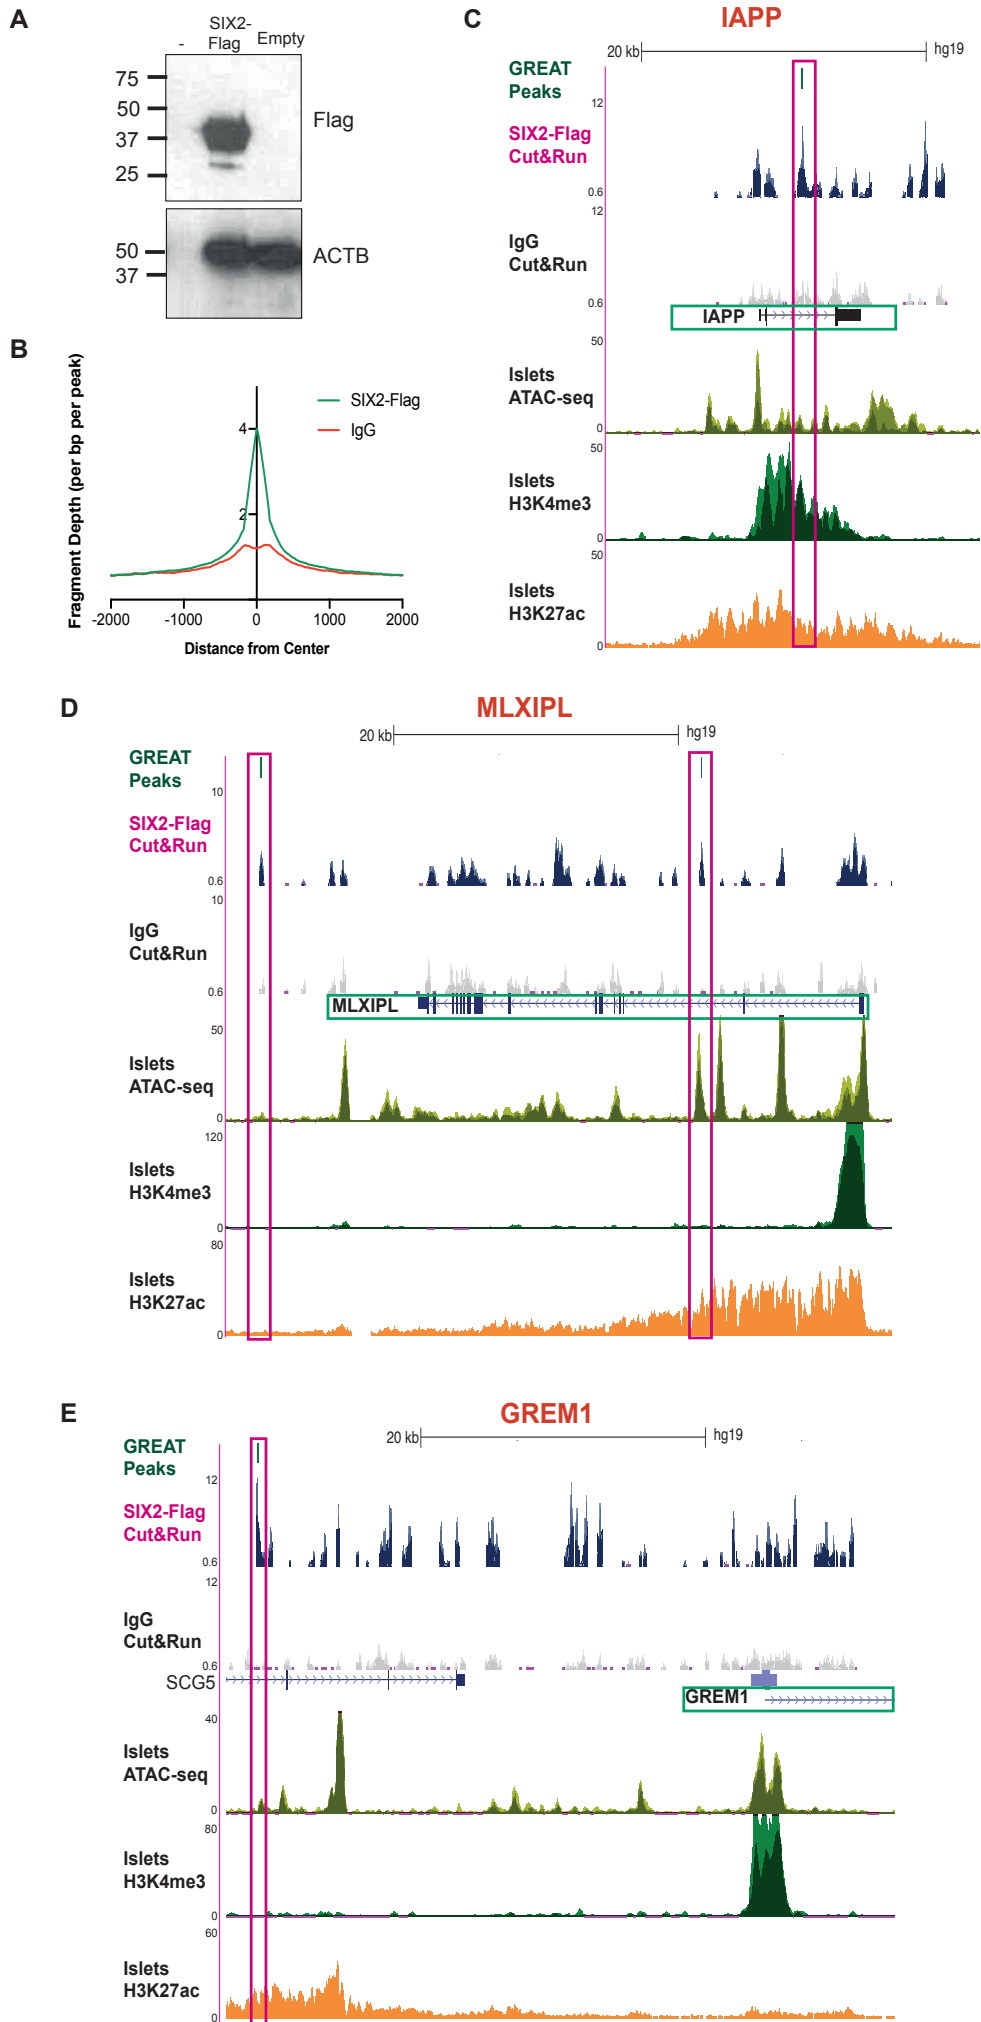 A
-
SIX2-
Flag
Empty
75
50
37
25
Flag
50
37
ACTB
B
Fragment Depth (per bp per peak)
4
2
SIX2-Flag
IgG
-2000
-1000
0
1000
2000
Distance from Center
C
IAPP
20 kb
hg19
GREAT
Peaks
12
SIX2-Flag
Cut&Run
0.6
12
IgG
Cut&Run
0.6
IAPP
50
Islets
ATAC-seq
0
50
Islets
H3K4me3
0
50
Islets
H3K27ac
0
D
MLXIPL
20 kb
hg19
GREAT
Peaks
10
SIX2-Flag
Cut&Run
0.6
10
IgG
Cut&Run
0.6
MLXIPL
50
Islets
ATAC-seq
0
120
Islets
H3K4me3
0
80
Islets
H3K27ac
0
E
GREM1
20 kb
hg19
GREAT
Peaks
12
SIX2-Flag
Cut&Run
0.6
12
IgG
Cut&Run
0.6
SCG5
GREM1
40
Islets
ATAC-seq
0
80
Islets
H3K4me3
0
60
Islets
H3K27ac
0